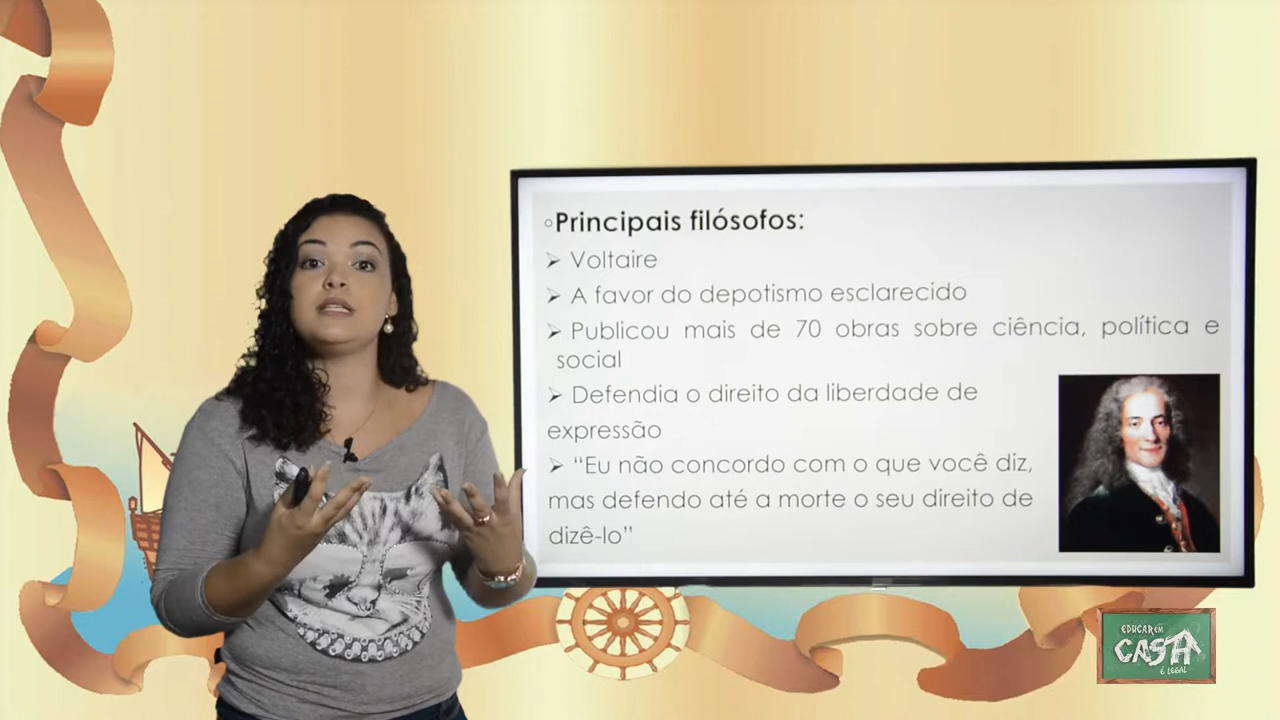 Principais filósofos:
Voltaire
A favor do depotismo esclarecido
Publicou mais de 70 obras sobre ciência, política e
social
Defendia o direito da liberdade de
expressão
“Eu não concordo com o que você diz,
mas defendo até a morte o seu direito de
dizê-lo”
EDUCAR EM
CASA
É LEGAL